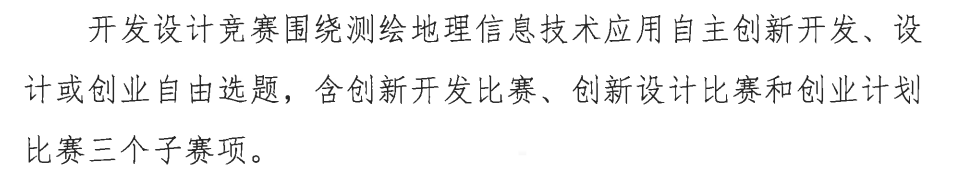 开发设计竞赛围绕测绘地理信息技术应用自主创新开发、设
计或创业自由选题，含创新开发比赛、创新设计比赛和创业计划
比赛三个子赛项。